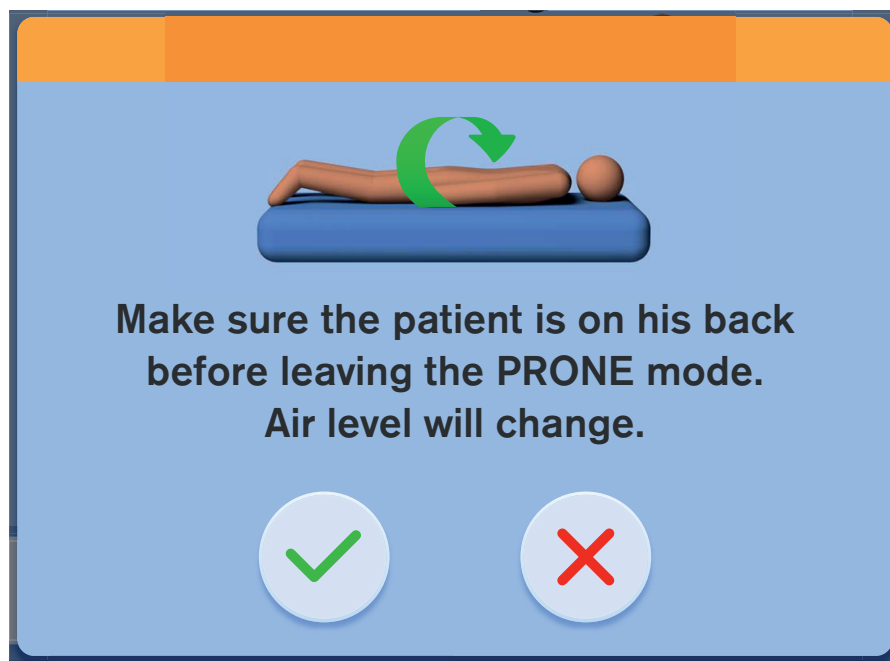 Make sure the patient is on his back
before leaving the PRONE mode.
Air level will change.